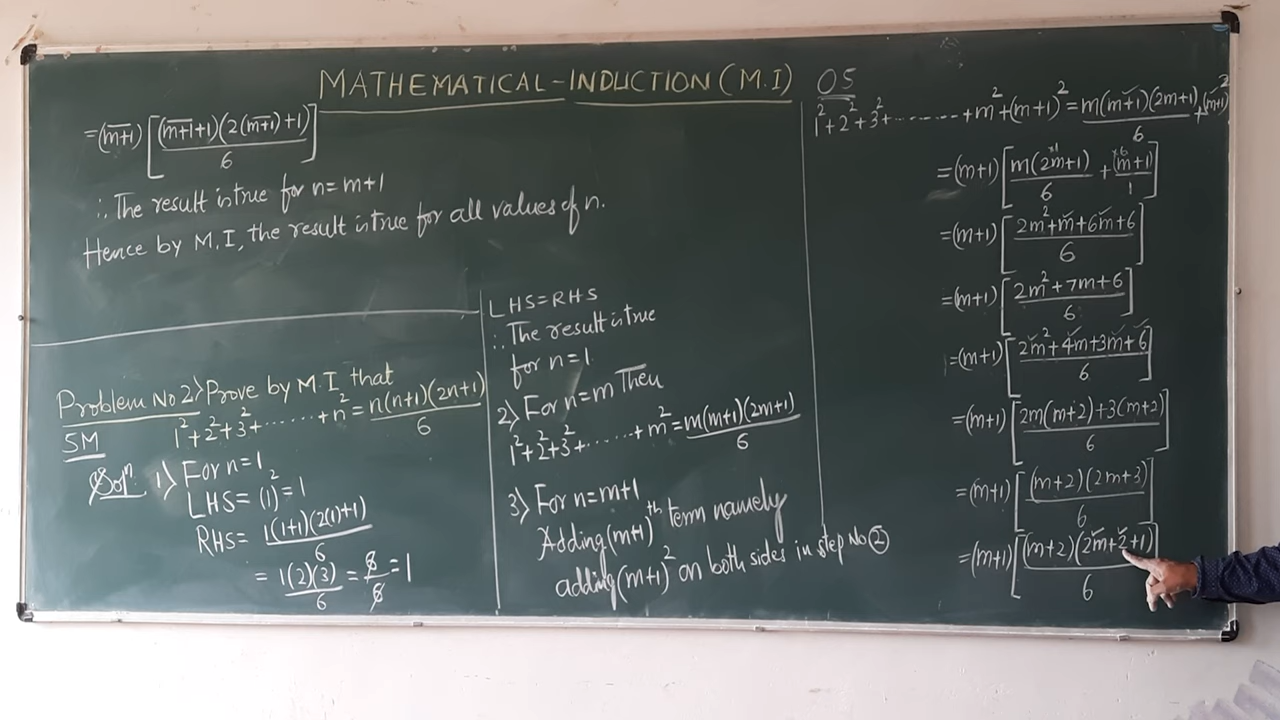 MATHEMATICAL-INDUCTION (M.I) 05
Problem No 2> Prove by M.I that
1²+2²+3²+.......+n²=n(n+1)(2n+1)/6
5M
Solⁿ. 1) For n=1
LHS=(1)²=1
RHS= 1(1+1)(2(1)+1)/6
= 1(2)(3)/6 = 6/6 =1
LHS=RHS
∴ The result is true
for n=1.
2) For n=m Then
1²+2²+3²+......+m²=m(m+1)(2m+1)/6
3) For n=m+1
Adding (m+1)th term namely
adding (m+1)² on both sides in step No ②
1²+2²+3²+........+m²+(m+1)²=m(m+1)(2m+1)/6+(m+1)²
=(m+1)[m(2m+1)/6 + (m+1)/1]
=(m+1)[2m²+m+6m+6/6]
=(m+1)[2m²+7m+6/6]
=(m+1)[2m²+4m+3m+6/6]
=(m+1)[2m(m+2)+3(m+2)/6]
=(m+1)[(m+2)(2m+3)/6]
=(m+1)[(m+2)(2m+2+1)/6]
=(m+1)[(m+1+1)(2(m+1)+1)/6]
∴ The result is true for n=m+1
Hence by M.I, the result is true for all values of n.